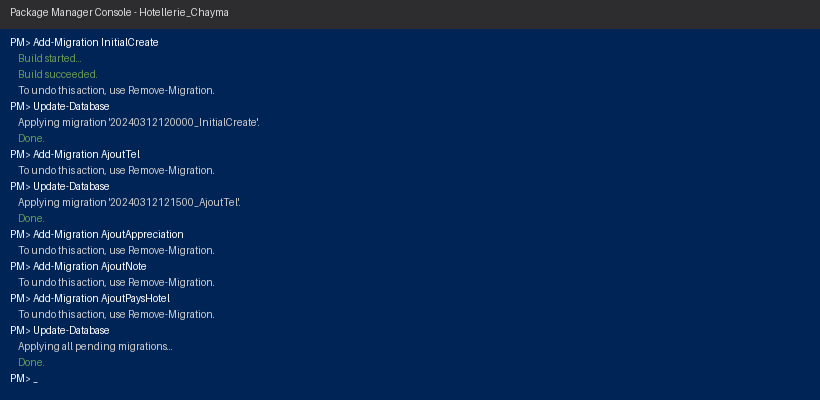 Package Manager Console - Hotellerie_Chayma
PM> Add-Migration InitialCreate
Build started...
Build succeeded.
To undo this action, use Remove-Migration.
PM> Update-Database
Applying migration '20240312120000_InitialCreate'.
Done.
PM> Add-Migration AjoutTel
To undo this action, use Remove-Migration.
PM> Update-Database
Applying migration '20240312121500_AjoutTel'.
Done.
PM> Add-Migration AjoutAppreciation
To undo this action, use Remove-Migration.
PM> Add-Migration AjoutNote
To undo this action, use Remove-Migration.
PM> Add-Migration AjoutPaysHotel
To undo this action, use Remove-Migration.
PM> Update-Database
Applying all pending migrations...
Done.
PM> _